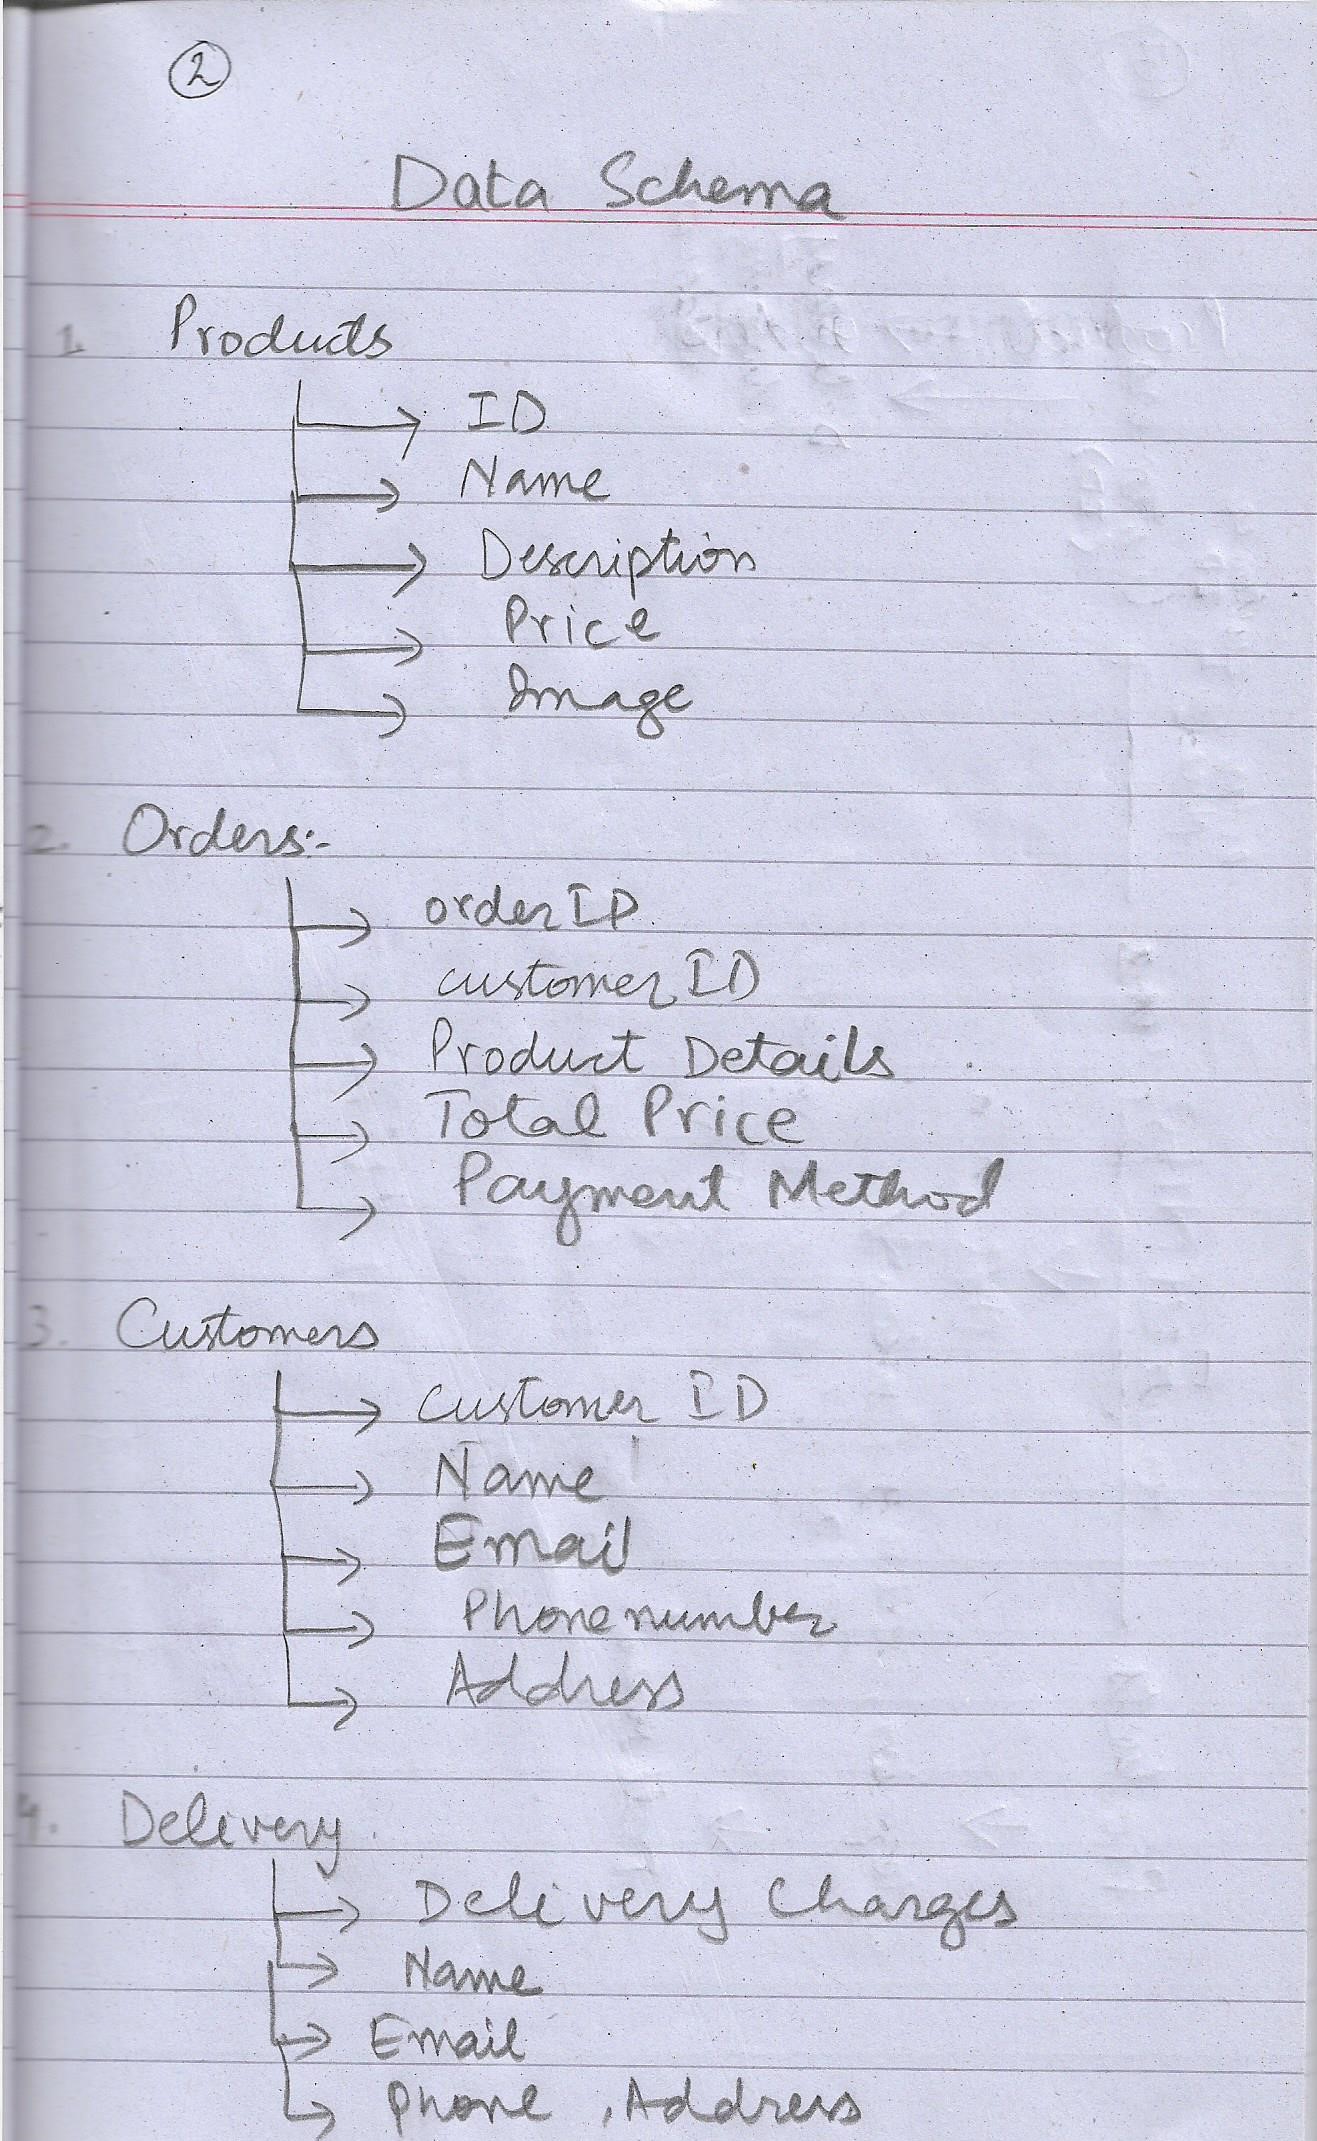 2
Data Schema
1. Products
ID
Name
Description
Price
Image
2. Orders:-
orderID
customer ID
Product Details
Total Price
Payment Method
3. Customers
Customer ID
Name
Email
Phone number
Address
4. Delivery
Delivery Charges
Name
Email
Phone, Address